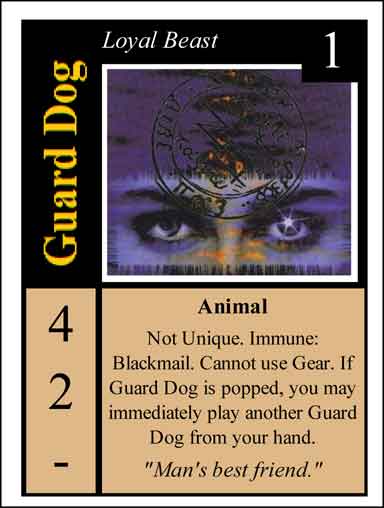 Loyal Beast
1
Guard Dog
4
2
-
Animal
Not Unique. Immune:
Blackmail. Cannot use Gear. If
Guard Dog is popped, you may
immediately play another Guard
Dog from your hand.
"Man's best friend."